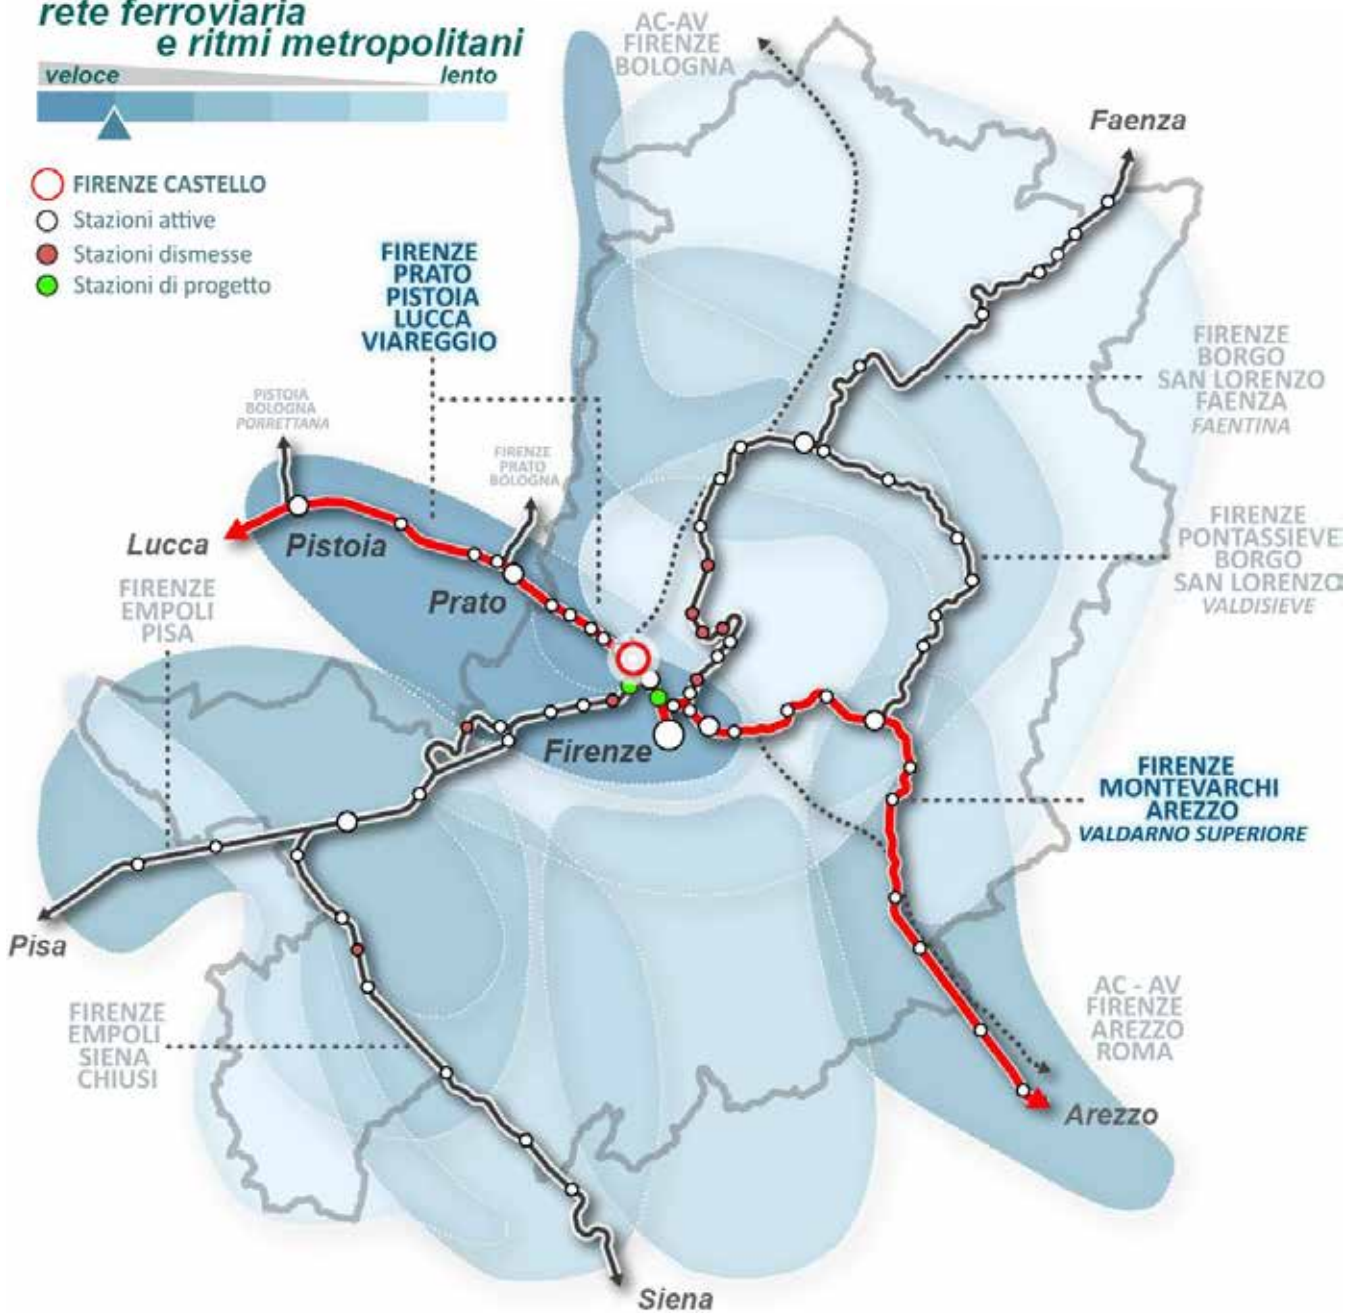 rete ferroviaria
e ritmi metropolitani
veloce
lento
FIRENZE CASTELLO
Stazioni attive
Stazioni dismesse
Stazioni di progetto
AC-AV
FIRENZE
BOLOGNA
Faenza
FIRENZE
PRATO
PISTOIA
LUCCA
VIAREGGIO
FIRENZE
BORGO
SAN LORENZO
FAENZA
FAENTINA
PISTOIA
BOLOGNA
PORRETTANA
FIRENZE
PRATO
BOLOGNA
Lucca
Pistoia
Prato
FIRENZE
PONTASSIEVE
BORGO
SAN LORENZO
VALDISIEVE
FIRENZE
EMPOLI
PISA
Firenze
FIRENZE
MONTEVARCHI
AREZZO
VALDARNO SUPERIORE
Pisa
FIRENZE
EMPOLI
SIENA
CHIUSI
AC - AV
FIRENZE
AREZZO
ROMA
Arezzo
Siena